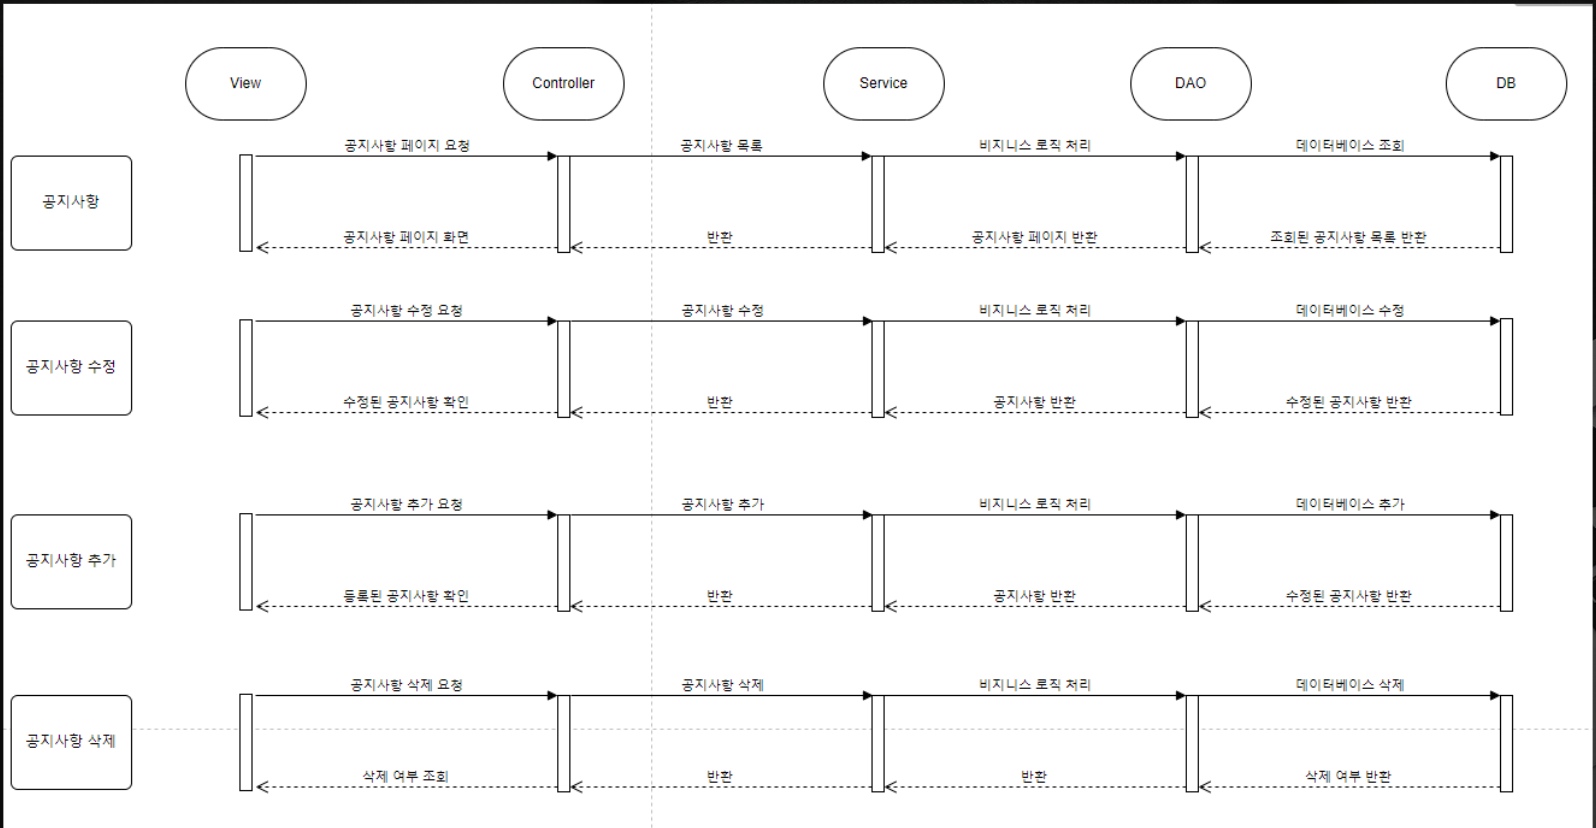 View
Controller
Service
DAO
DB
공지사항
공지사항 페이지 요청
공지사항 목록
비지니스 로직 처리
데이터베이스 조회
공지사항 페이지 화면
반환
공지사항 페이지 반환
조회된 공지사항 목록 반환
공지사항 수정
공지사항 수정 요청
공지사항 수정
비지니스 로직 처리
데이터베이스 수정
수정된 공지사항 확인
반환
공지사항 반환
수정된 공지사항 반환
공지사항 추가
공지사항 추가 요청
공지사항 추가
비지니스 로직 처리
데이터베이스 추가
등록된 공지사항 확인
반환
공지사항 반환
수정된 공지사항 반환
공지사항 삭제
공지사항 삭제 요청
공지사항 삭제
비지니스 로직 처리
데이터베이스 삭제
삭제 여부 조회
반환
반환
삭제 여부 반환